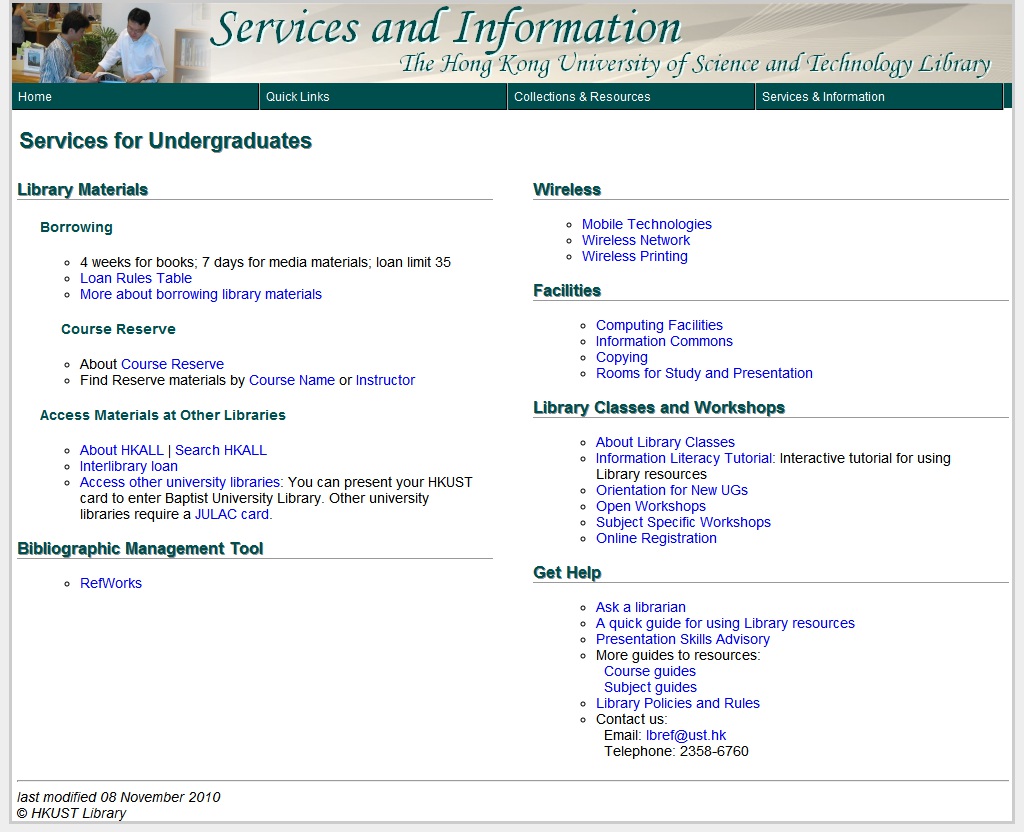 Services and Information
The Hong Kong University of Science and Technology Library
Home
Quick Links
Collections & Resources
Services & Information
Services for Undergraduates
Library Materials
Borrowing
4 weeks for books; 7 days for media materials; loan limit 35
Loan Rules Table
More about borrowing library materials
Course Reserve
About Course Reserve
Find Reserve materials by Course Name or Instructor
Access Materials at Other Libraries
About HKALL | Search HKALL
Interlibrary loan
Access other university libraries: You can present your HKUST
card to enter Baptist University Library. Other university
libraries require a JULAC card.
Bibliographic Management Tool
RefWorks
Wireless
Mobile Technologies
Wireless Network
Wireless Printing
Facilities
Computing Facilities
Information Commons
Copying
Rooms for Study and Presentation
Library Classes and Workshops
About Library Classes
Information Literacy Tutorial: Interactive tutorial for using
Library resources
Orientation for New UGs
Open Workshops
Subject Specific Workshops
Online Registration
Get Help
Ask a librarian
A quick guide for using Library resources
Presentation Skills Advisory
More guides to resources:
Course guides
Subject guides
Library Policies and Rules
Contact us:
Email: lbref@ust.hk
Telephone: 2358-6760
last modified 08 November 2010
© HKUST Library